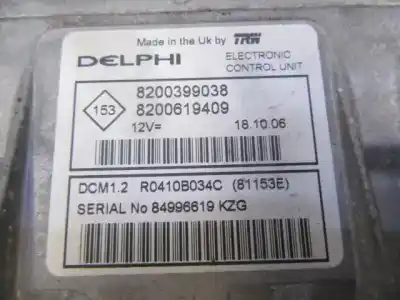 Made in the Uk by TRW
DELPHI
ELECTRONIC
CONTROL UNIT
153
8200399038
8200619409
12V= 18.10.06
DCM1.2 R0410B034C (81153E)
SERIAL No 84996619 KZG